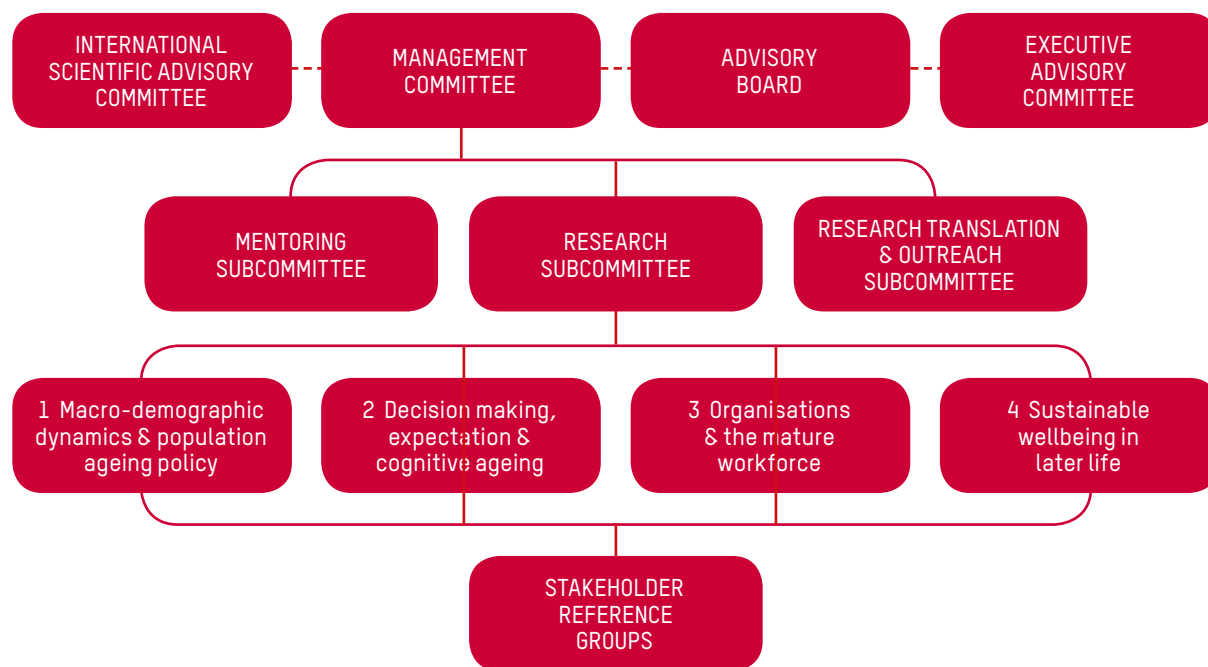 INTERNATIONAL
SCIENTIFIC ADVISORY
COMMITTEE
MANAGEMENT
COMMITTEE
ADVISORY
BOARD
EXECUTIVE
ADVISORY
COMMITTEE
MENTORING
SUBCOMMITTEE
RESEARCH
SUBCOMMITTEE
RESEARCH TRANSLATION
& OUTREACH
SUBCOMMITTEE
1 Macro-demographic
dynamics & population
ageing policy
2 Decision making,
expectation &
cognitive ageing
3 Organisations
& the mature
workforce
4 Sustainable
wellbeing in
later life
STAKEHOLDER
REFERENCE
GROUPS